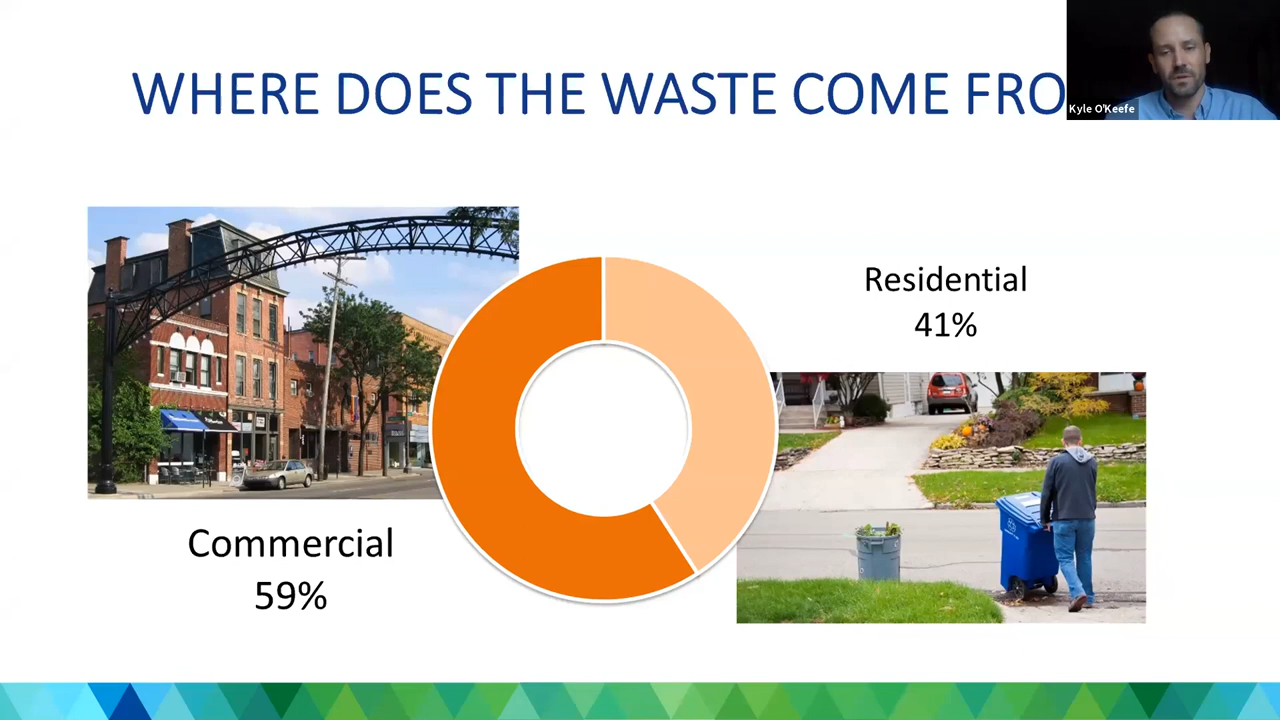 WHERE DOES THE WASTE COME FRO
Kyle O'Keefe
Residential
41%
Commercial
59%